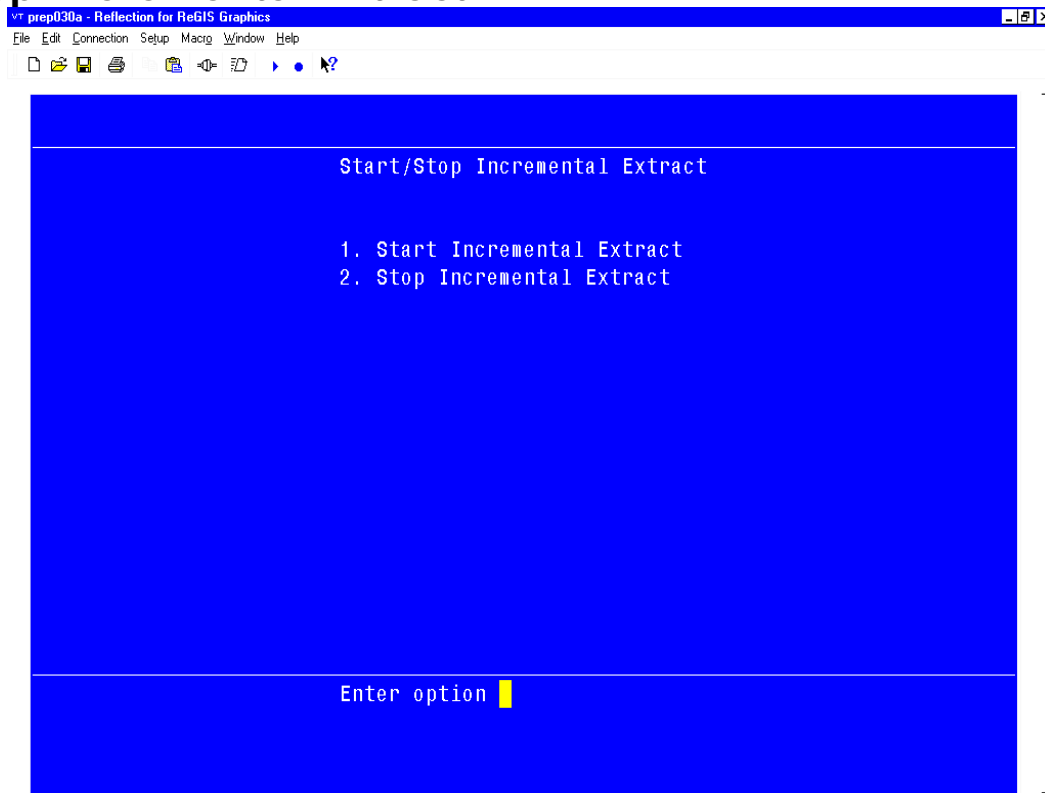 prep030a - Reflection for ReGIS Graphics
File Edit Connection Setup Macro Window Help
Start/Stop Incremental Extract
1. Start Incremental Extract
2. Stop Incremental Extract
Enter option